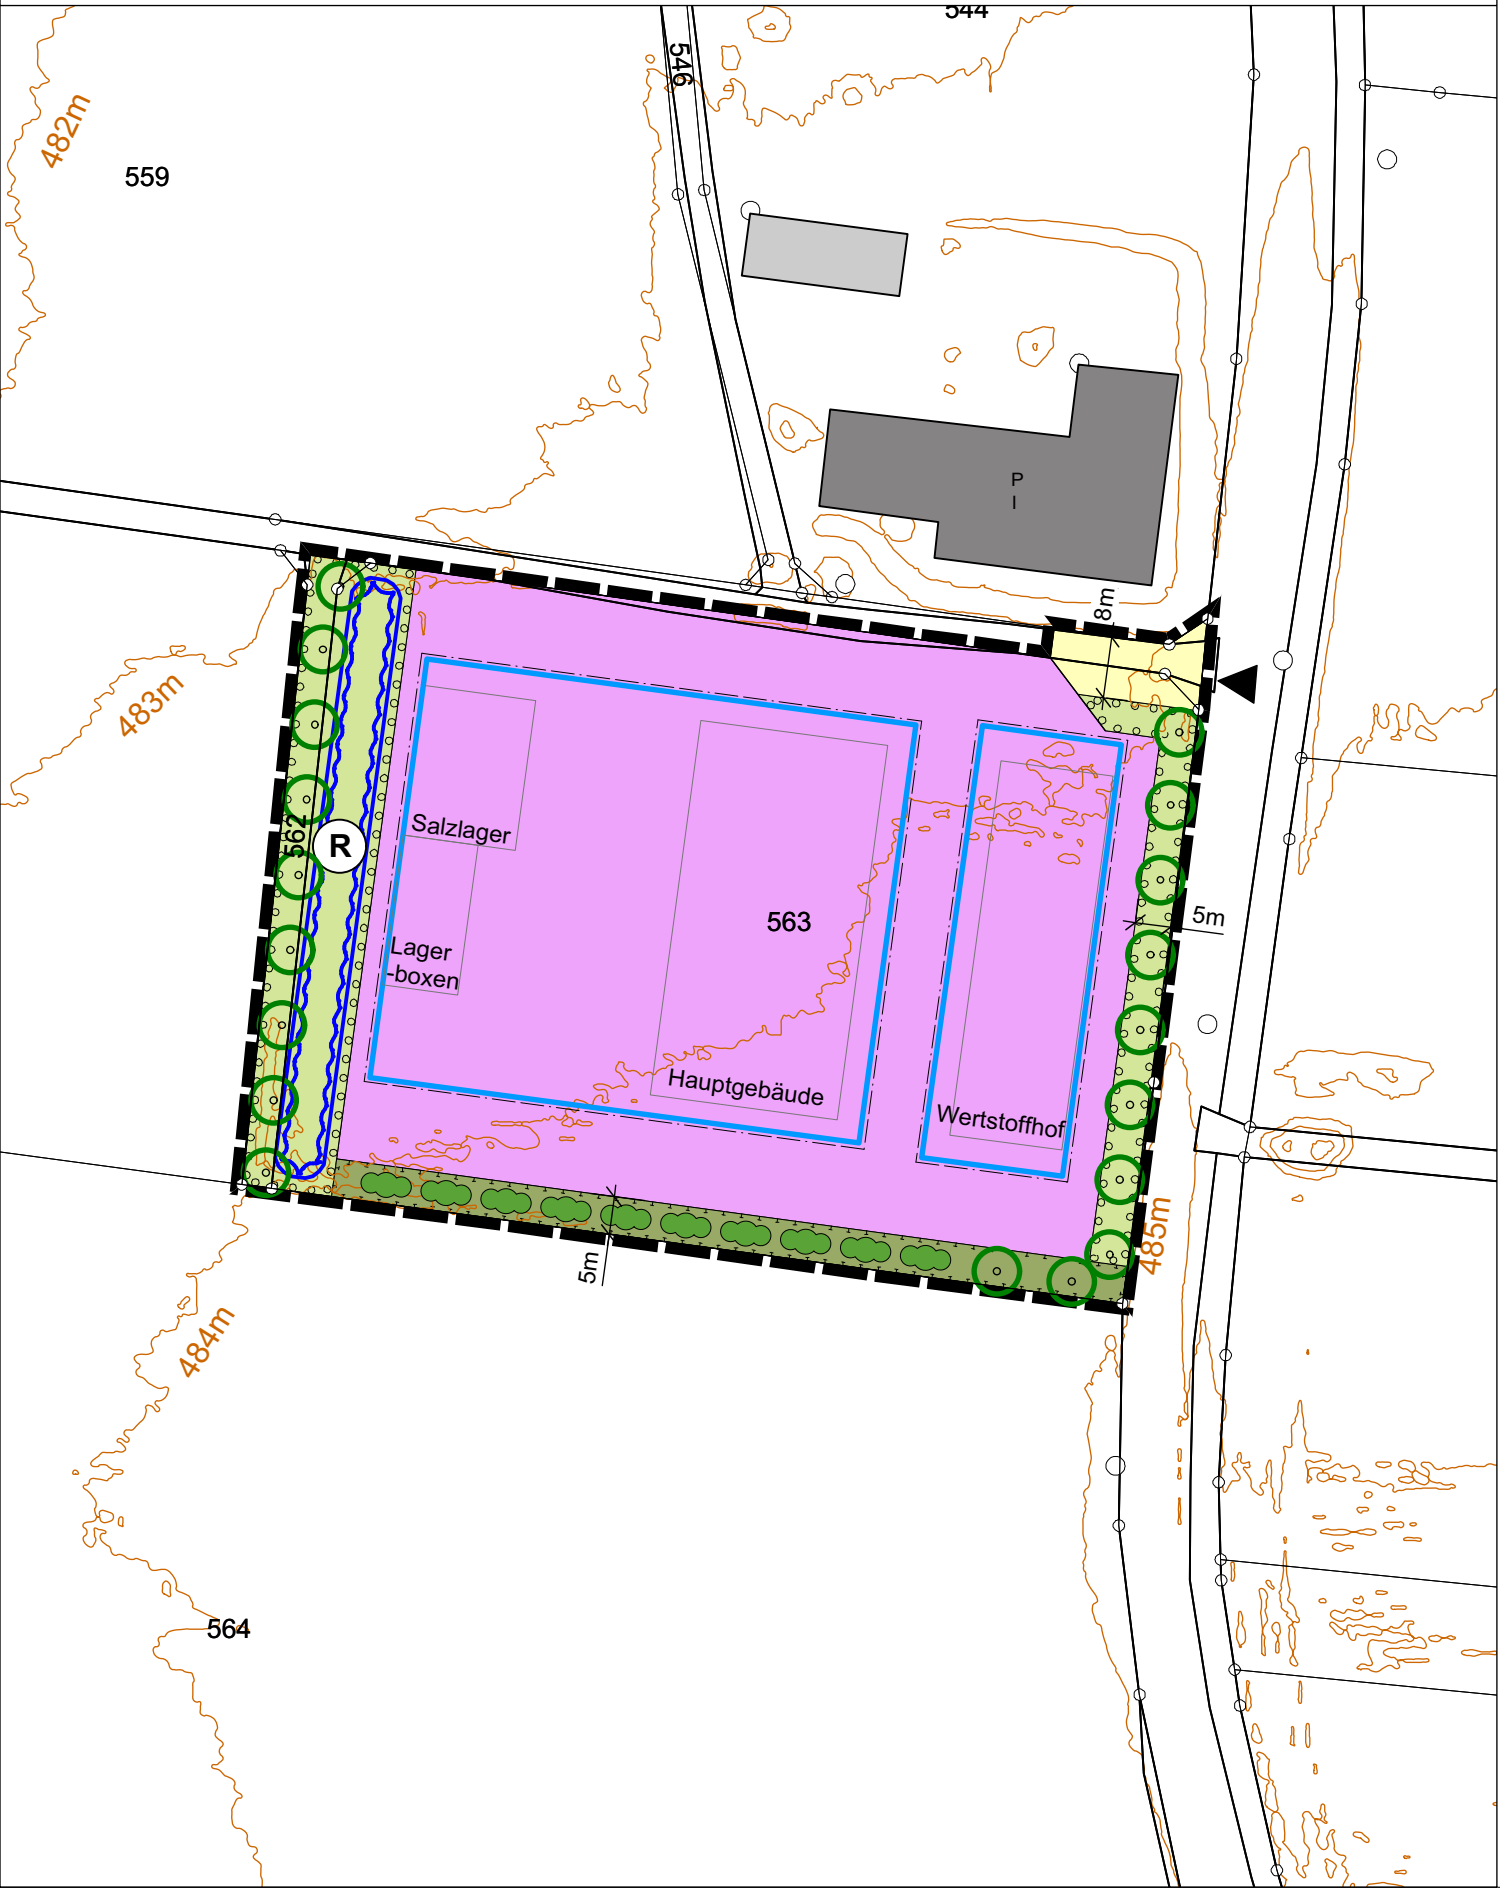 544
546
482m
559
P
I
8m
483m
562
R
Salzlager
563
5m
Lager
-boxen
Hauptgebäude
Wertstoffhof
485m
5m
484m
564